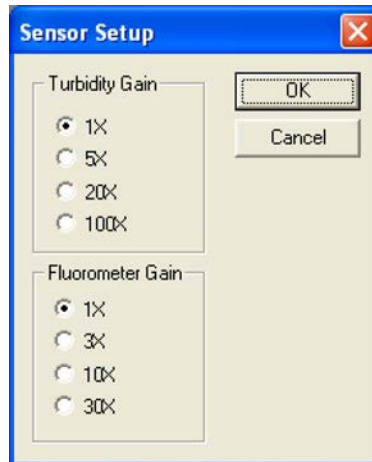 Sensor Setup
Turbidity Gain
1X
5X
20X
100X
OK
Cancel
Fluorometer Gain
1X
3X
10X
30X